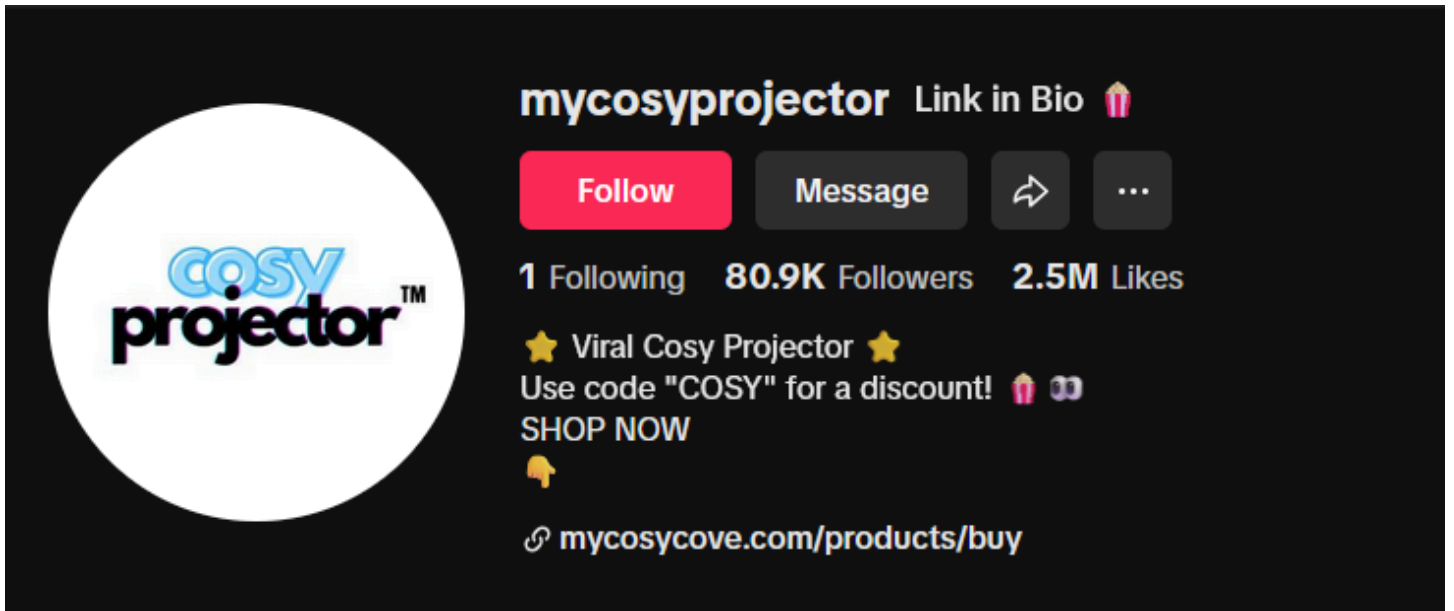 cosy
projector™
mycosyprojector Link in Bio 🍿
Follow Message
1 Following 80.9K Followers 2.5M Likes
⭐ Viral Cosy Projector ⭐
Use code "COSY" for a discount! 🍿 👀
SHOP NOW
👇
mycosycove.com/products/buy